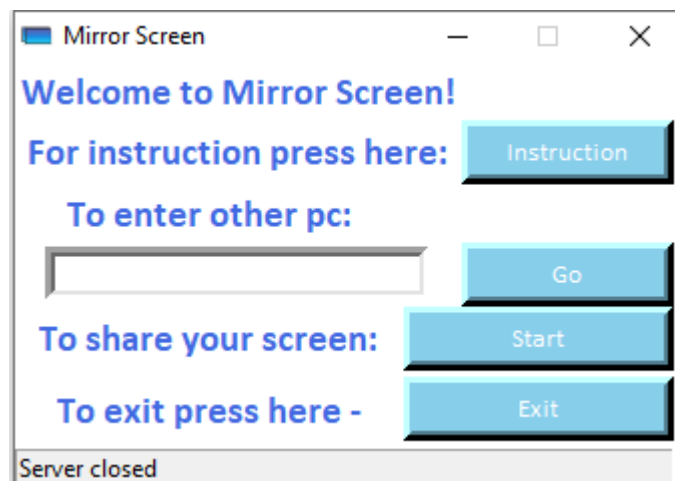 Mirror Screen
Welcome to Mirror Screen!
For instruction press here: Instruction
To enter other pc:
Go
To share your screen: Start
To exit press here - Exit
Server closed